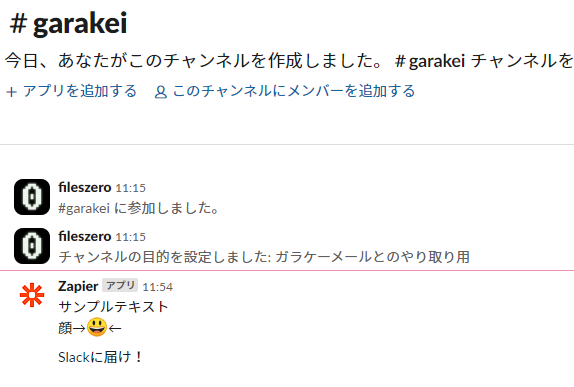 # garakei
今日、あなたがこのチャンネルを作成しました。 # garakei チャンネルを
+ アプリを追加する このチャンネルにメンバーを追加する
fileszero 11:15
#garakei に参加しました。
fileszero 11:15
チャンネルの目的を設定しました: ガラケーメールとのやり取り用
Zapier アプリ 11:54
サンプルテキスト
顔→😃←
Slackに届け！